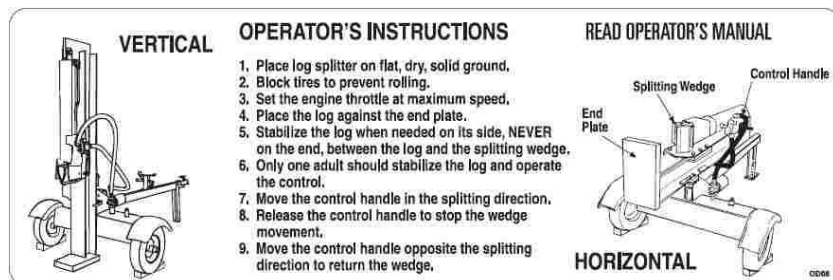 VERTICAL
OPERATOR'S INSTRUCTIONS
1. Place log splitter on flat, dry, solid ground.
2. Block tires to prevent rolling.
3. Set the engine throttle at maximum speed.
4. Place the log against the end plate.
5. Stabilize the log when needed on its side, NEVER
on the end, between the log and the splitting wedge.
6. Only one adult should stabilize the log and operate
the control.
7. Move the control handle in the splitting direction.
8. Release the control handle to stop the wedge
movement.
9. Move the control handle opposite the splitting
direction to return the wedge.
READ OPERATOR'S MANUAL
Control Handle
Splitting Wedge
End
Plate
HORIZONTAL